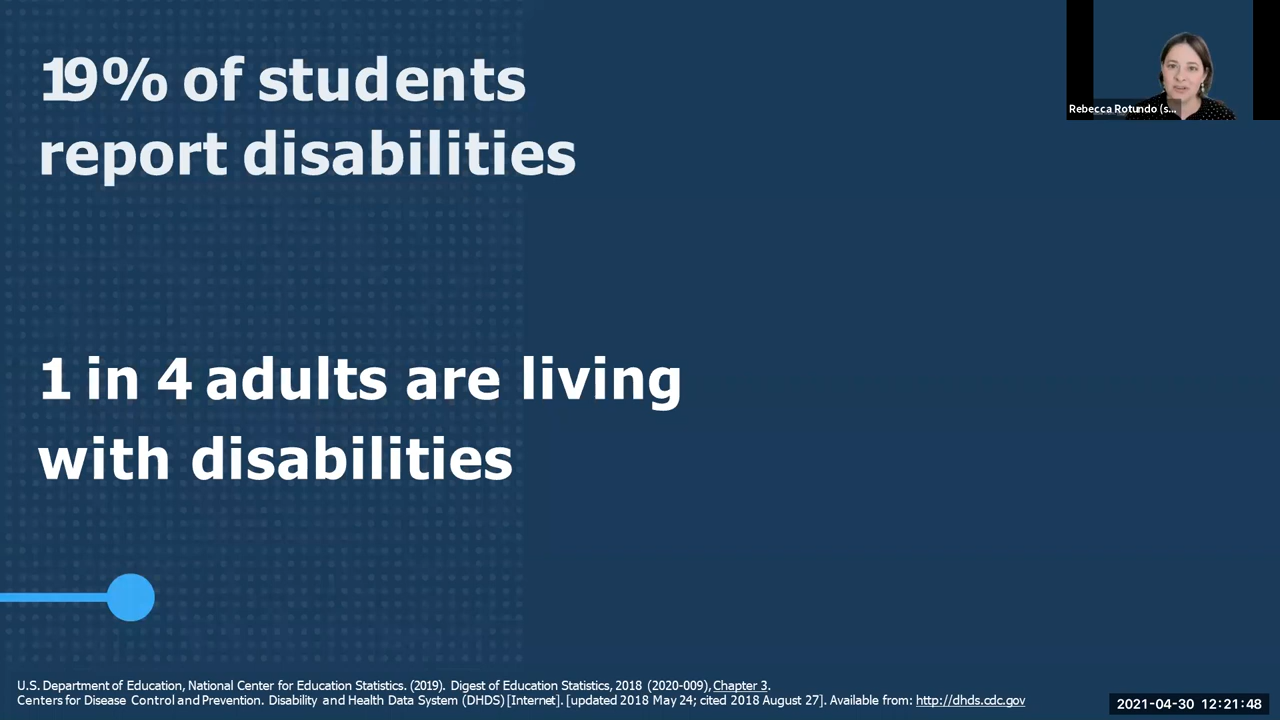 19% of students
report disabilities
Rebecca Rotundo (s...
1 in 4 adults are living
with disabilities
U.S. Department of Education, National Center for Education Statistics. (2019). Digest of Education Statistics, 2018 (2020-009), Chapter 3.
Centers for Disease Control and Prevention. Disability and Health Data System (DHDS) [Internet]. [updated 2018 May 24; cited 2018 August 27]. Available from: http://dhds.cdc.gov
2021-04-30 12:21:48